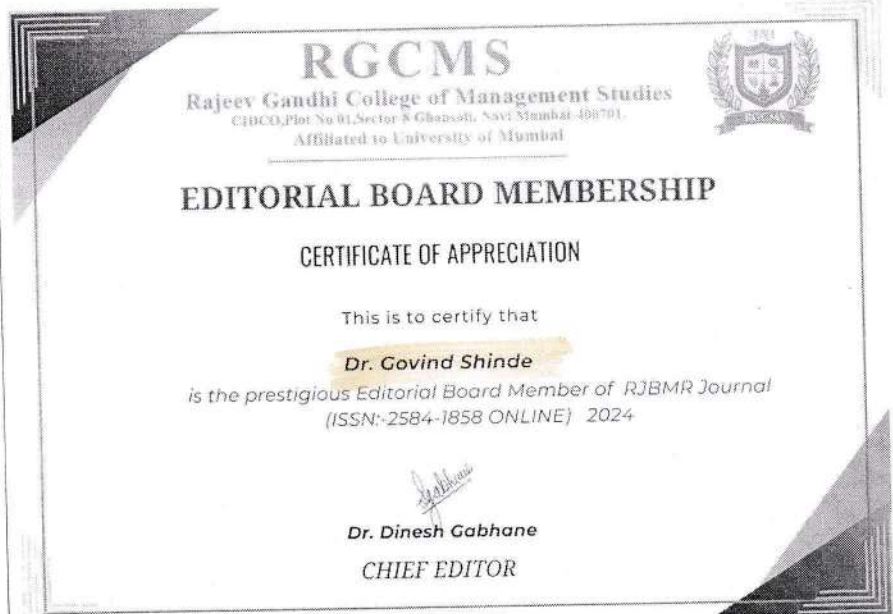 RGCMS
Rajeev Gandhi College of Management Studies
CIDCO,Plot No 01,Sector 8 Ghansoli, Navi Mumbai-400701.
Affiliated to University of Mumbai
RGCMS
EDITORIAL BOARD MEMBERSHIP
CERTIFICATE OF APPRECIATION
This is to certify that
Dr. Govind Shinde
is the prestigious Editorial Board Member of RJBMR Journal
(ISSN:-2584-1858 ONLINE) 2024
Dr. Dinesh Gabhane
CHIEF EDITOR